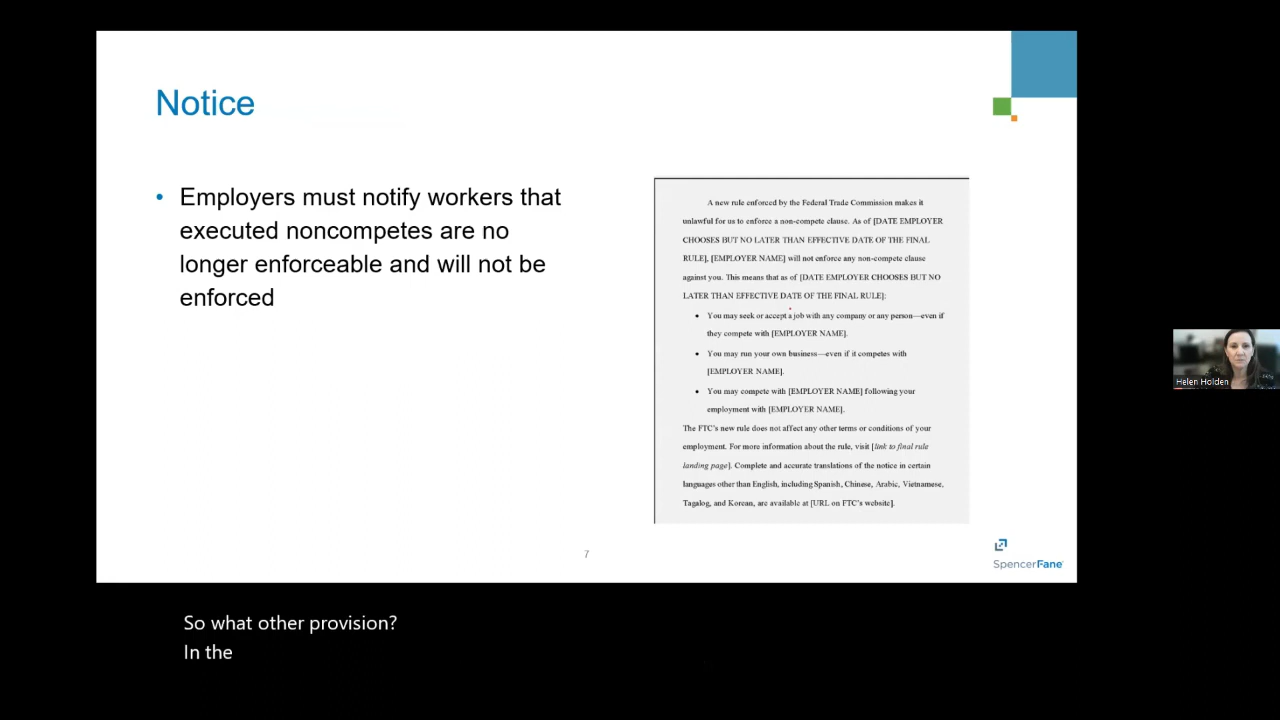 Notice
• Employers must notify workers that
executed noncompetes are no
longer enforceable and will not be
enforced
A new rule enforced by the Federal Trade Commission makes it
unlawful for us to enforce a non-compete clause. As of [DATE EMPLOYER
CHOOSES BUT NO LATER THAN EFFECTIVE DATE OF THE FINAL
RULE], [EMPLOYER NAME] will not enforce any non-compete clause
against you. This means that as of [DATE EMPLOYER CHOOSES BUT NO
LATER THAN EFFECTIVE DATE OF THE FINAL RULE]:
• You may seek or accept a job with any company or any person—even if
they compete with [EMPLOYER NAME].
• You may run your own business—even if it competes with
[EMPLOYER NAME].
• You may compete with [EMPLOYER NAME] following your
employment with [EMPLOYER NAME].
The FTC's new rule does not affect any other terms or conditions of your
employment. For more information about the rule, visit [link to final rule
landing page]. Complete and accurate translations of the notice in certain
languages other than English, including Spanish, Chinese, Arabic, Vietnamese,
Tagalog, and Korean, are available at [URL on FTC's website].
7
SpencerFane
Helen Holden
So what other provision?
In the